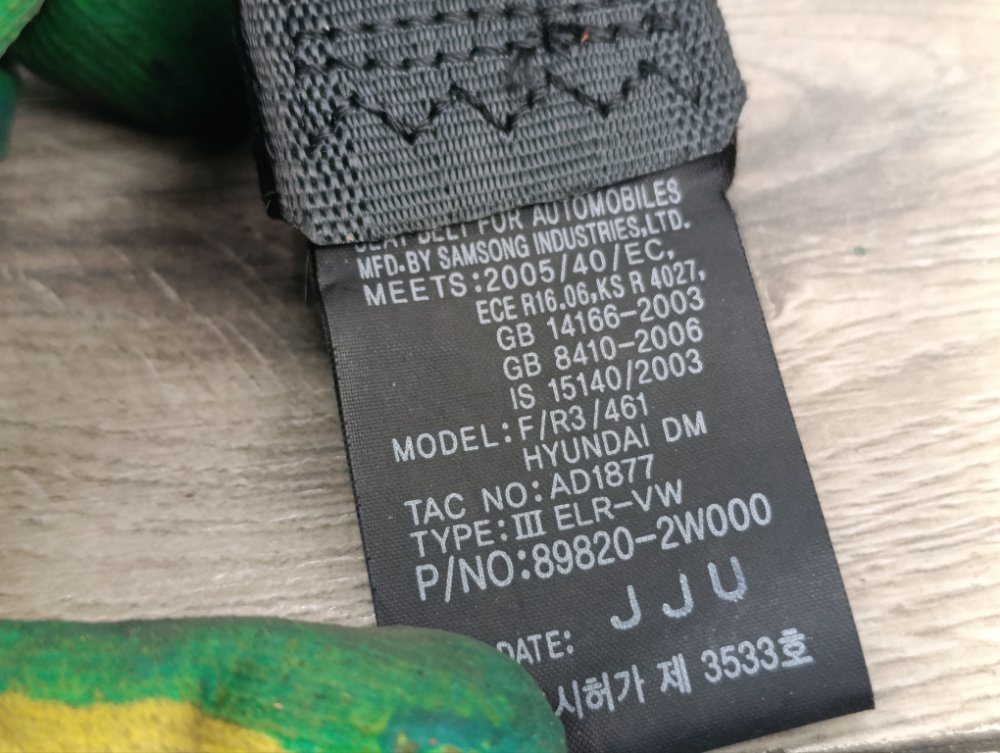 SEAT BELT FOR AUTOMOBILES
MFD.BY SAMSONG INDUSTRIES,LTD.
MEETS:2005/40/EC,
ECE R16.06,KS R 4027,
GB 14166-2003
GB 8410-2006
IS 15140/2003
MODEL:F/R3/461
HYUNDAI DM
TAC NO:AD1877
TYPE:Ⅲ ELR-VW
P/NO:89820-2W000
JJU
DATE:
시허가 제 3533호